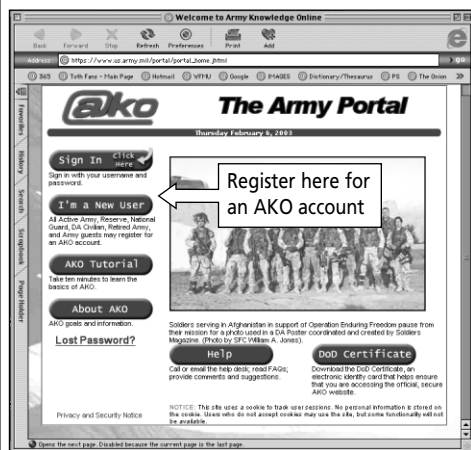 Welcome to Army Knowledge Online
Back Forward Stop Refresh Preferences Print Add
Address: https://www.us.army.mil/portal/portal_home.jhtml go
365 Toth Fans - Main Page Hotmail Google IMAGES Dictionary/Thesaurus PS The Onion
Favorites
History
Search
Scrapbook
Page Holder
ako The Army Portal
Thursday February 6, 2003
Sign In Click Here
Sign in with your username and
password.
I'm a New User
All Active Army, Reserve, National
Guard, DA Civilian, Retired Army,
and Army guests may register for
an AKO account.
AKO Tutorial
Take ten minutes to learn the
basics of AKO.
About AKO
AKO goals and information.
Lost Password?
Privacy and Security Notice
Register here for
an AKO account
Soldiers serving in Afghanistan in support of Operation Enduring Freedom pause from
their mission for a photo used in a DA Poster coordinated and created by Soldiers
Magazine. (Photo by SFC William A. Jones).
Help
Call or email the help desk; read FAQs;
provide comments and suggestions.
DoD Certificate
Download the DoD Certificate, an
electronic identity card that helps ensure
that you are accessing the official, secure
AKO website.
NOTICE: This site uses a cookie to track user sessions. No personal information is stored on
the cookie. Users who do not accept cookies may use the site, but some functionality will not
be available.
Opens the next page. Disabled because the current page is the last page.